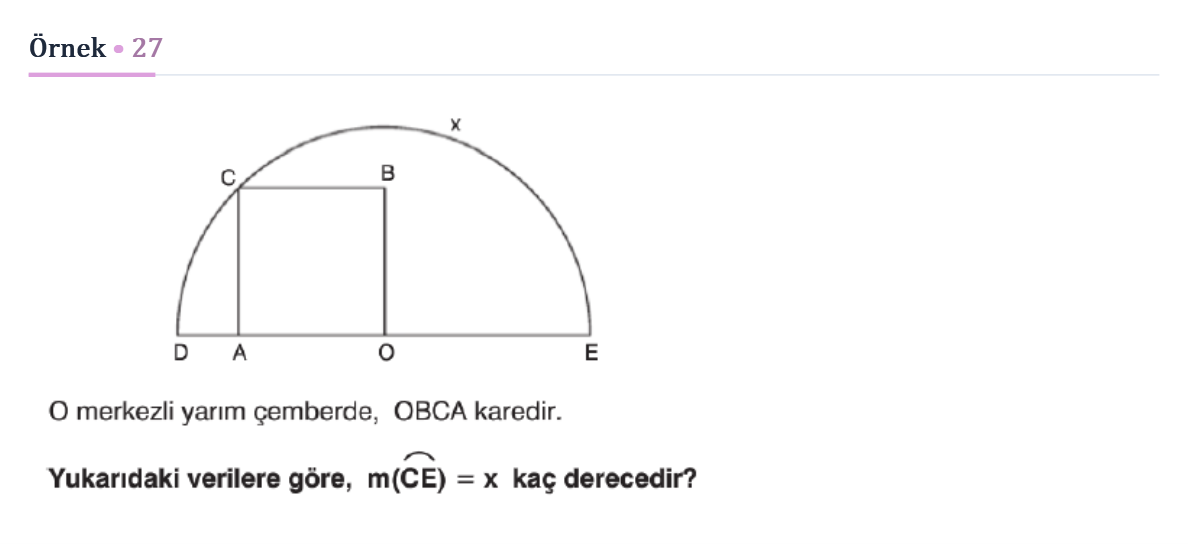 Örnek • 27
x
C
B
D
A
O
E
O merkezli yarım çemberde, OBCA karedir.
Yukarıdaki verilere göre, m(CE) = x kaç derecedir?